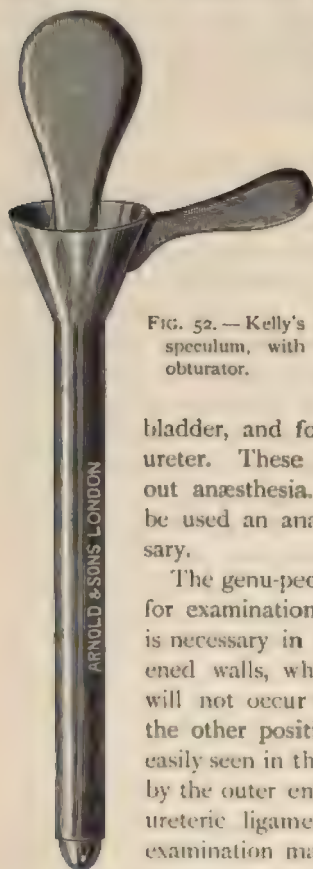 ARNOLD & SONS LONDON
FIG. 52. — Kelly's
speculum, with
obturator.
bladder, and fo
ureter. These
out anæsthesia.
be used an ana
sary.
The genu-pec
for examination
is necessary in
ened walls, wh
will not occur
the other posit
easily seen in th
by the outer en
ureteric ligame
examination ma